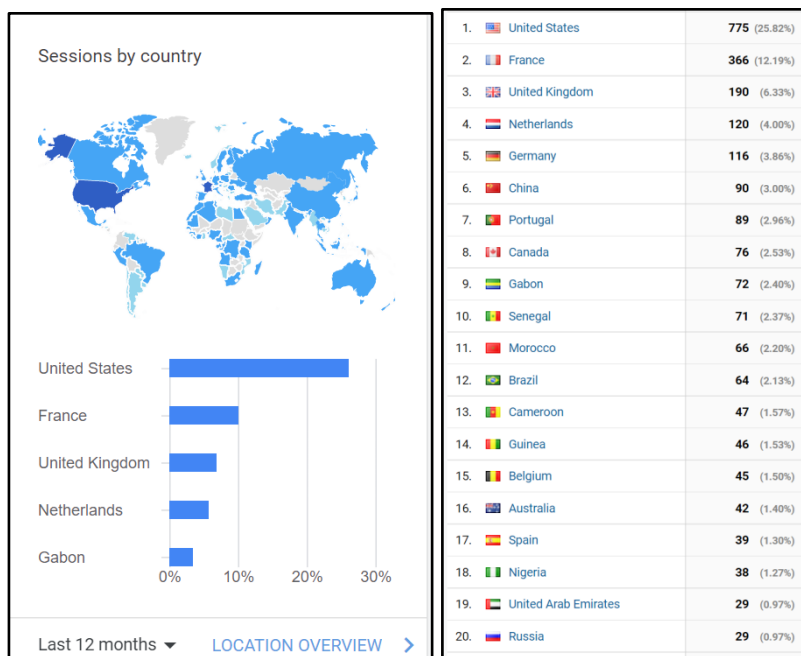 Sessions by country
United States
France
United Kingdom
Netherlands
Gabon
0% 10% 20% 30%
Last 12 months LOCATION OVERVIEW
1. United States 775 (25.82%)
2. France 366 (12.19%)
3. United Kingdom 190 (6.33%)
4. Netherlands 120 (4.00%)
5. Germany 116 (3.86%)
6. China 90 (3.00%)
7. Portugal 89 (2.96%)
8. Canada 76 (2.53%)
9. Gabon 72 (2.40%)
10. Senegal 71 (2.37%)
11. Morocco 66 (2.20%)
12. Brazil 64 (2.13%)
13. Cameroon 47 (1.57%)
14. Guinea 46 (1.53%)
15. Belgium 45 (1.50%)
16. Australia 42 (1.40%)
17. Spain 39 (1.30%)
18. Nigeria 38 (1.27%)
19. United Arab Emirates 29 (0.97%)
20. Russia 29 (0.97%)